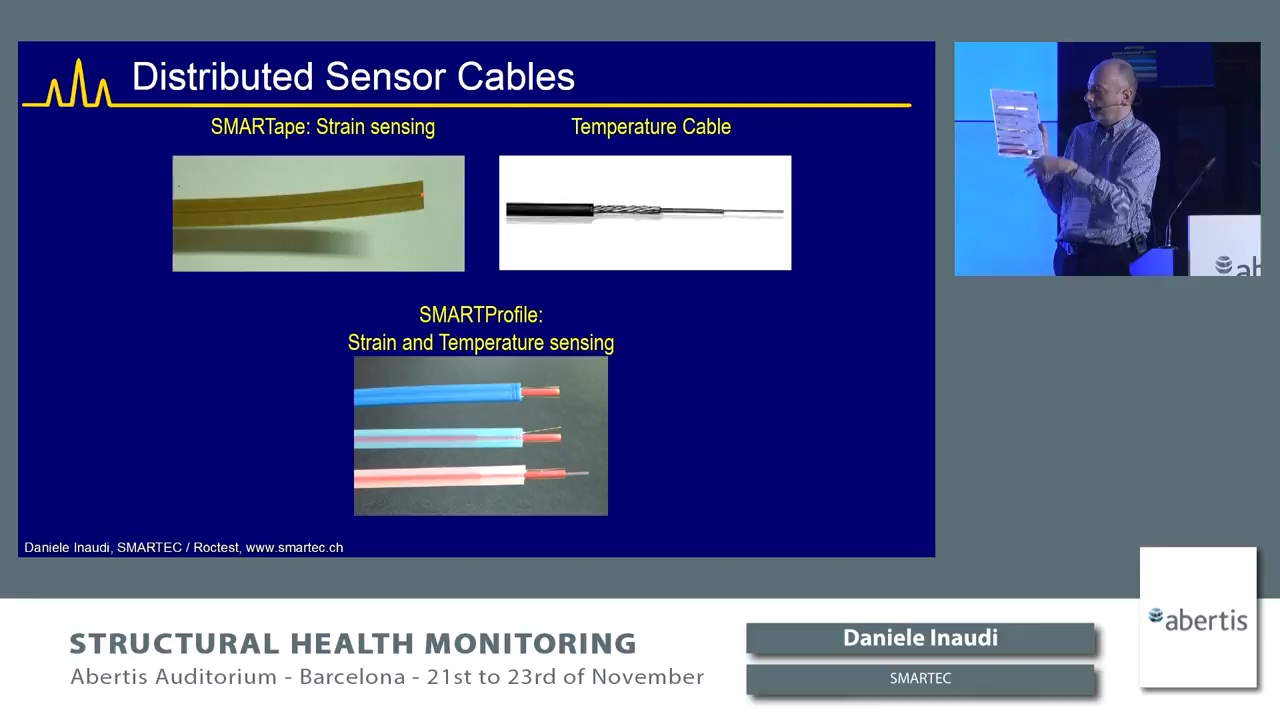 Distributed Sensor Cables
SMARTape: Strain sensing
Temperature Cable
SMARTProfile:
Strain and Temperature sensing
Daniele Inaudi, SMARTEC / Roctest, www.smartec.ch
ab
STRUCTURAL HEALTH MONITORING
Abertis Auditorium - Barcelona - 21st to 23rd of November
Daniele Inaudi
SMARTEC
abertis